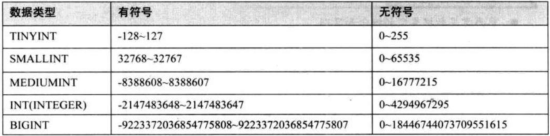 数据类型 有符号 无符号
TINYINT -128~127 0~255
SMALLINT 32768~32767 0~65535
MEDIUMINT -8388608~8388607 0~16777215
INT(INTEGER) -2147483648~2147483647 0~4294967295
BIGINT -9223372036854775808~9223372036854775807 0~18446744073709551615